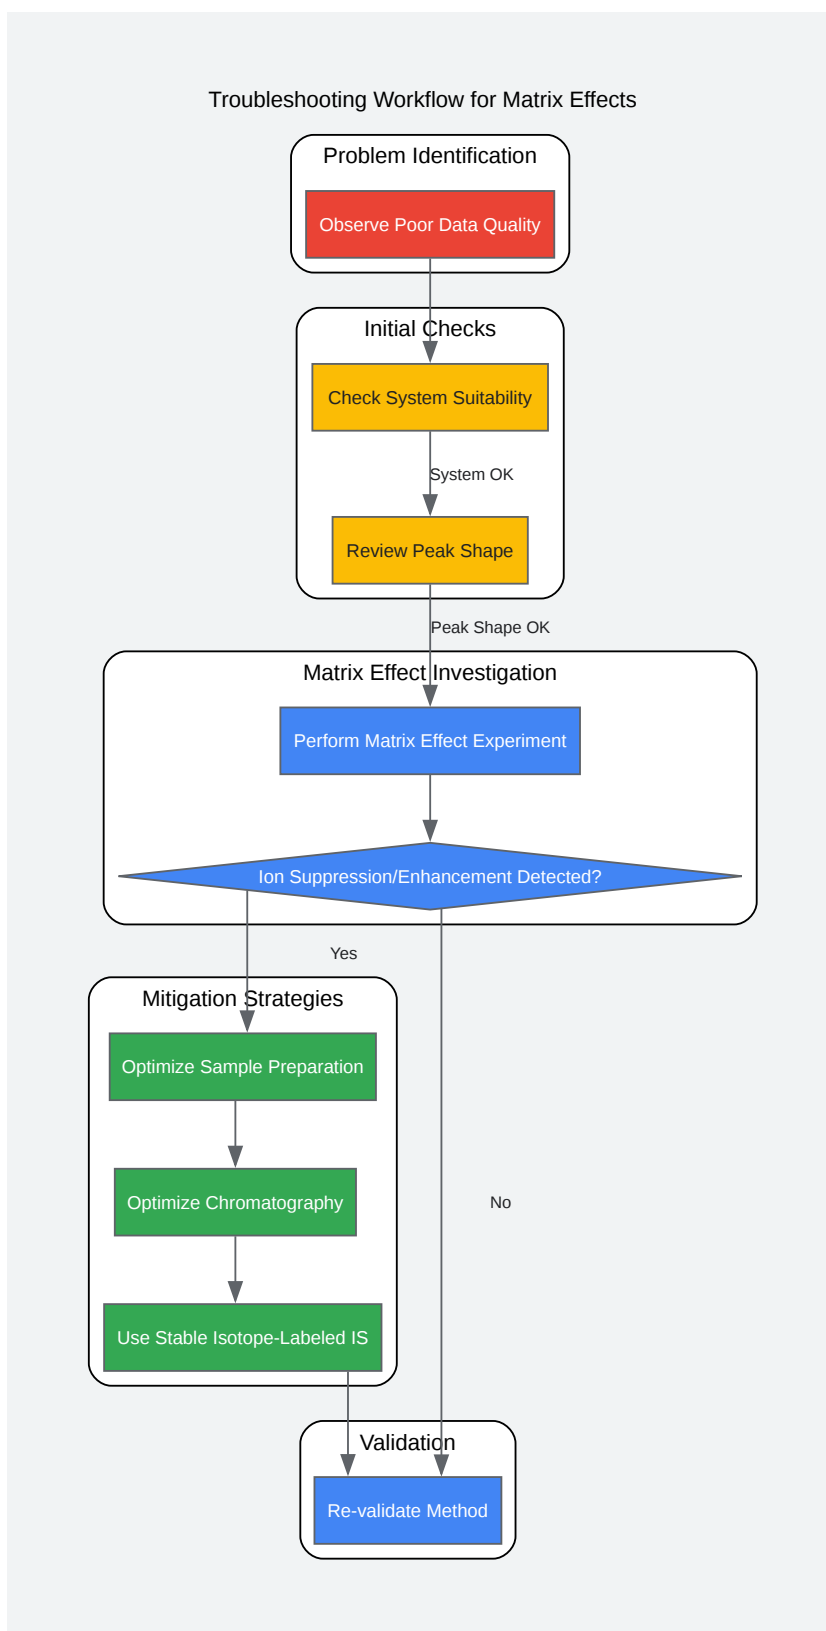 Troubleshooting Workflow for Matrix Effects
Problem Identification
Observe Poor Data Quality
Initial Checks
Check System Suitability
System OK
Review Peak Shape
Peak Shape OK
Matrix Effect Investigation
Perform Matrix Effect Experiment
Ion Suppression/Enhancement Detected?
Yes
Mitigation Strategies
Optimize Sample Preparation
Optimize Chromatography
No
Use Stable Isotope-Labeled IS
Validation
Re-validate Method